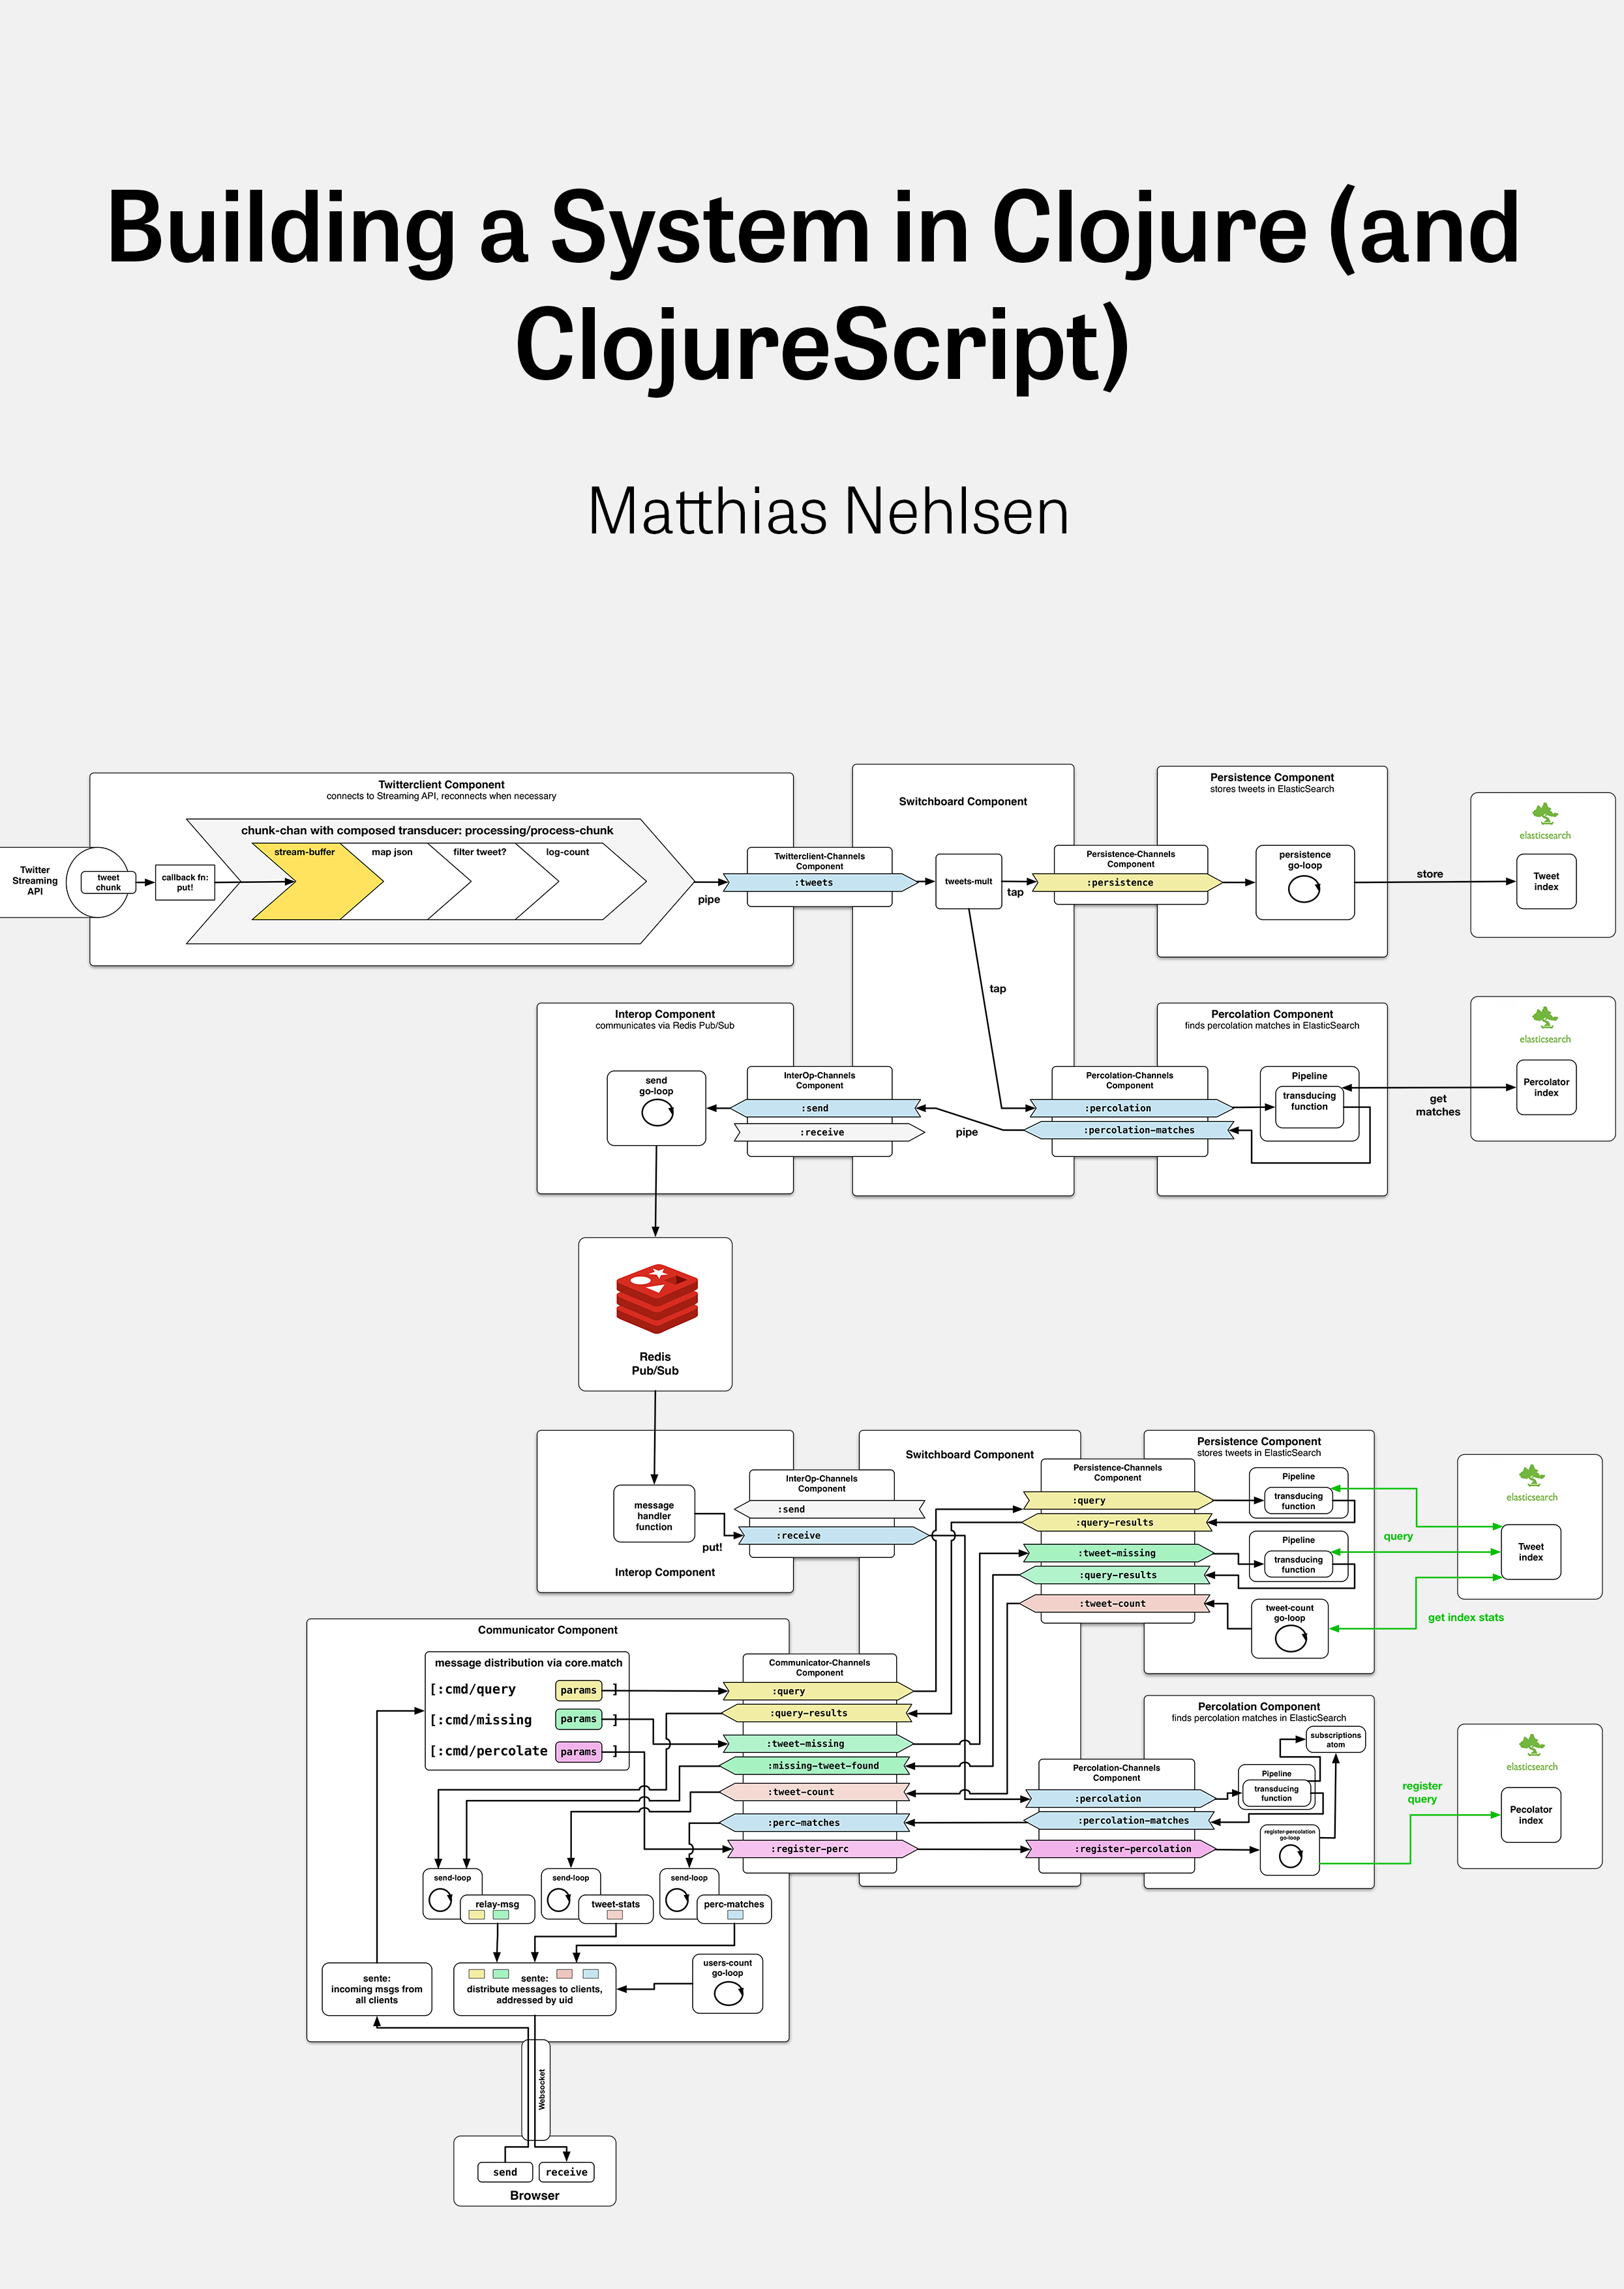 Building a System in Clojure (and
ClojureScript)
Matthias Nehlsen
Twitterclient Component
connects to Streaming API, reconnects when necessary
chunk-chan with composed transducer: processing/process-chunk
stream-buffer
map json
filter tweet?
log-count
Twitter
Streaming
API
tweet
chunk
callback fn:
put!
pipe
Twitterclient-Channels
Component
:tweets
Switchboard Component
tweets-mult
tap
tap
Persistence-Channels
Component
:persistence
Persistence Component
stores tweets in ElasticSearch
persistence
go-loop
store
elasticsearch
Tweet
index
Interop Component
communicates via Redis Pub/Sub
send
go-loop
InterOp-Channels
Component
:send
:receive
pipe
Percolation-Channels
Component
:percolation
:percolation-matches
Percolation Component
finds percolation matches in ElasticSearch
Pipeline
transducing
function
get
matches
elasticsearch
Percolator
index
Redis
Pub/Sub
message
handler
function
put!
Interop Component
InterOp-Channels
Component
:send
:receive
Switchboard Component
Persistence-Channels
Component
:query
:query-results
:tweet-missing
:query-results
:tweet-count
Persistence Component
stores tweets in ElasticSearch
Pipeline
transducing
function
Pipeline
transducing
function
tweet-count
go-loop
query
get index stats
elasticsearch
Tweet
index
Communicator Component
message distribution via core.match
[:cmd/query params ]
[:cmd/missing params ]
[:cmd/percolate params ]
Communicator-Channels
Component
:query
:query-results
:tweet-missing
:missing-tweet-found
:tweet-count
:perc-matches
:register-perc
Percolation-Channels
Component
:percolation
:percolation-matches
:register-percolation
Percolation Component
finds percolation matches in ElasticSearch
subscriptions
atom
Pipeline
transducing
function
register-percolation
go-loop
register
query
elasticsearch
Pecolator
index
send-loop
relay-msg
send-loop
tweet-stats
send-loop
perc-matches
sente:
incoming msgs from
all clients
sente:
distribute messages to clients,
addressed by uid
users-count
go-loop
Websocket
send
receive
Browser